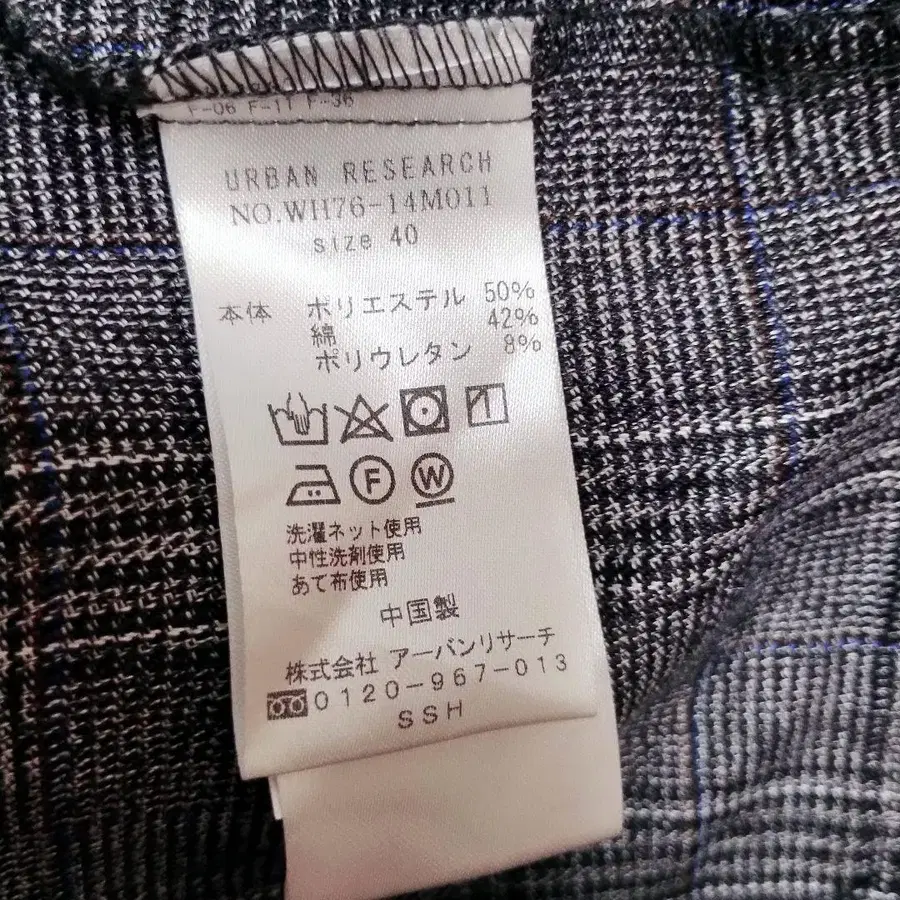 F-06 F-11 F-36
URBAN RESEARCH
NO.WH76-14M011
size 40
本体 ポリエステル 50%
綿 42%
ポリウレタン 8%
F W
洗濯ネット使用
中性洗剤使用
あて布使用
中国製
株式会社 アーバンリサーチ
0120-967-013
SSH